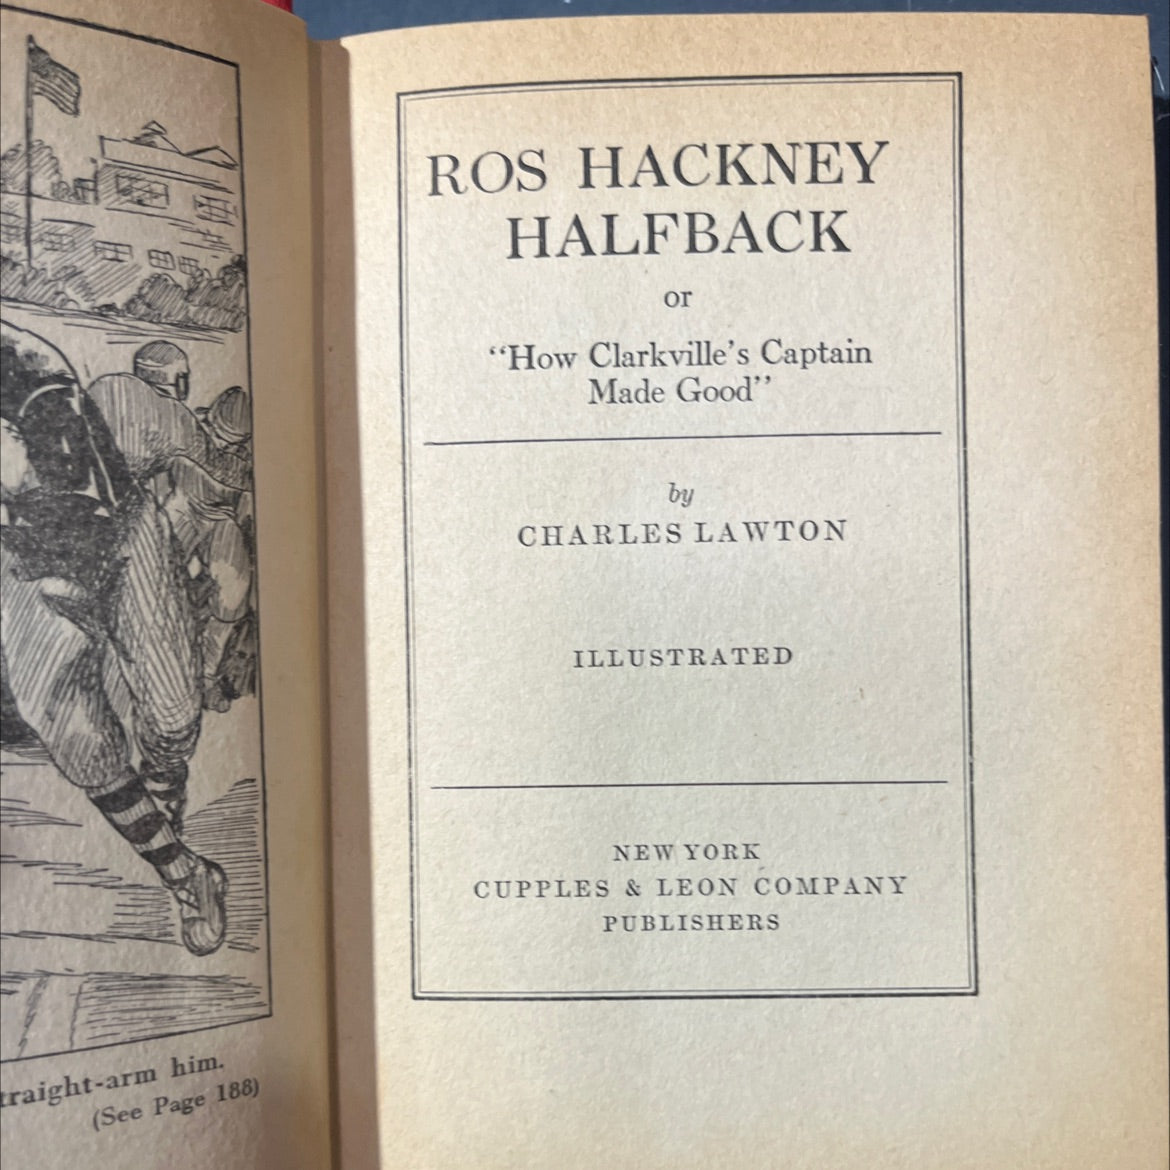 traight-arm him.
(See Page 188)
ROS HACKNEY
HALFBACK
or
“How Clarkville’s Captain
Made Good”
by
CHARLES LAWTON
ILLUSTRATED
NEW YORK
CUPPLES & LEON COMPANY
PUBLISHERS